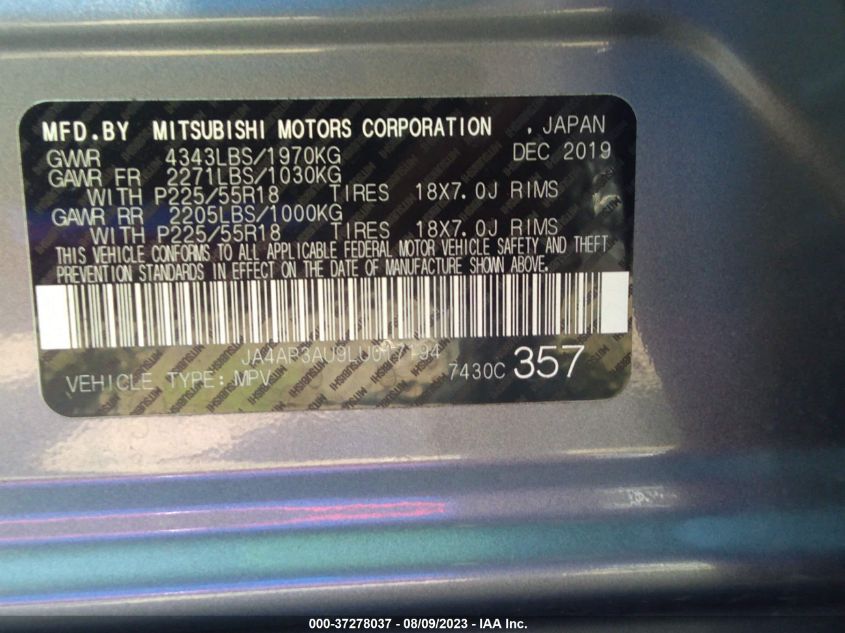 MFD.BY MITSUBISHI MOTORS CORPORATION , JAPAN
GVWR 4343LBS/1970KG DEC 2019
GAWR FR 2271LBS/1030KG
WITH P225/55R18 TIRES 18X7.0J RIMS
GAWR RR 2205LBS/1000KG
WITH P225/55R18 TIRES 18X7.0J RIMS
THIS VEHICLE CONFORMS TO ALL APPLICABLE FEDERAL MOTOR VEHICLE SAFETY AND THEFT
PREVENTION STANDARDS IN EFFECT ON THE DATE OF MANUFACTURE SHOWN ABOVE.
VEHICLE TYPE:MPV 7430C 357
000-37278037 - 08/09/2023 - IAA Inc.